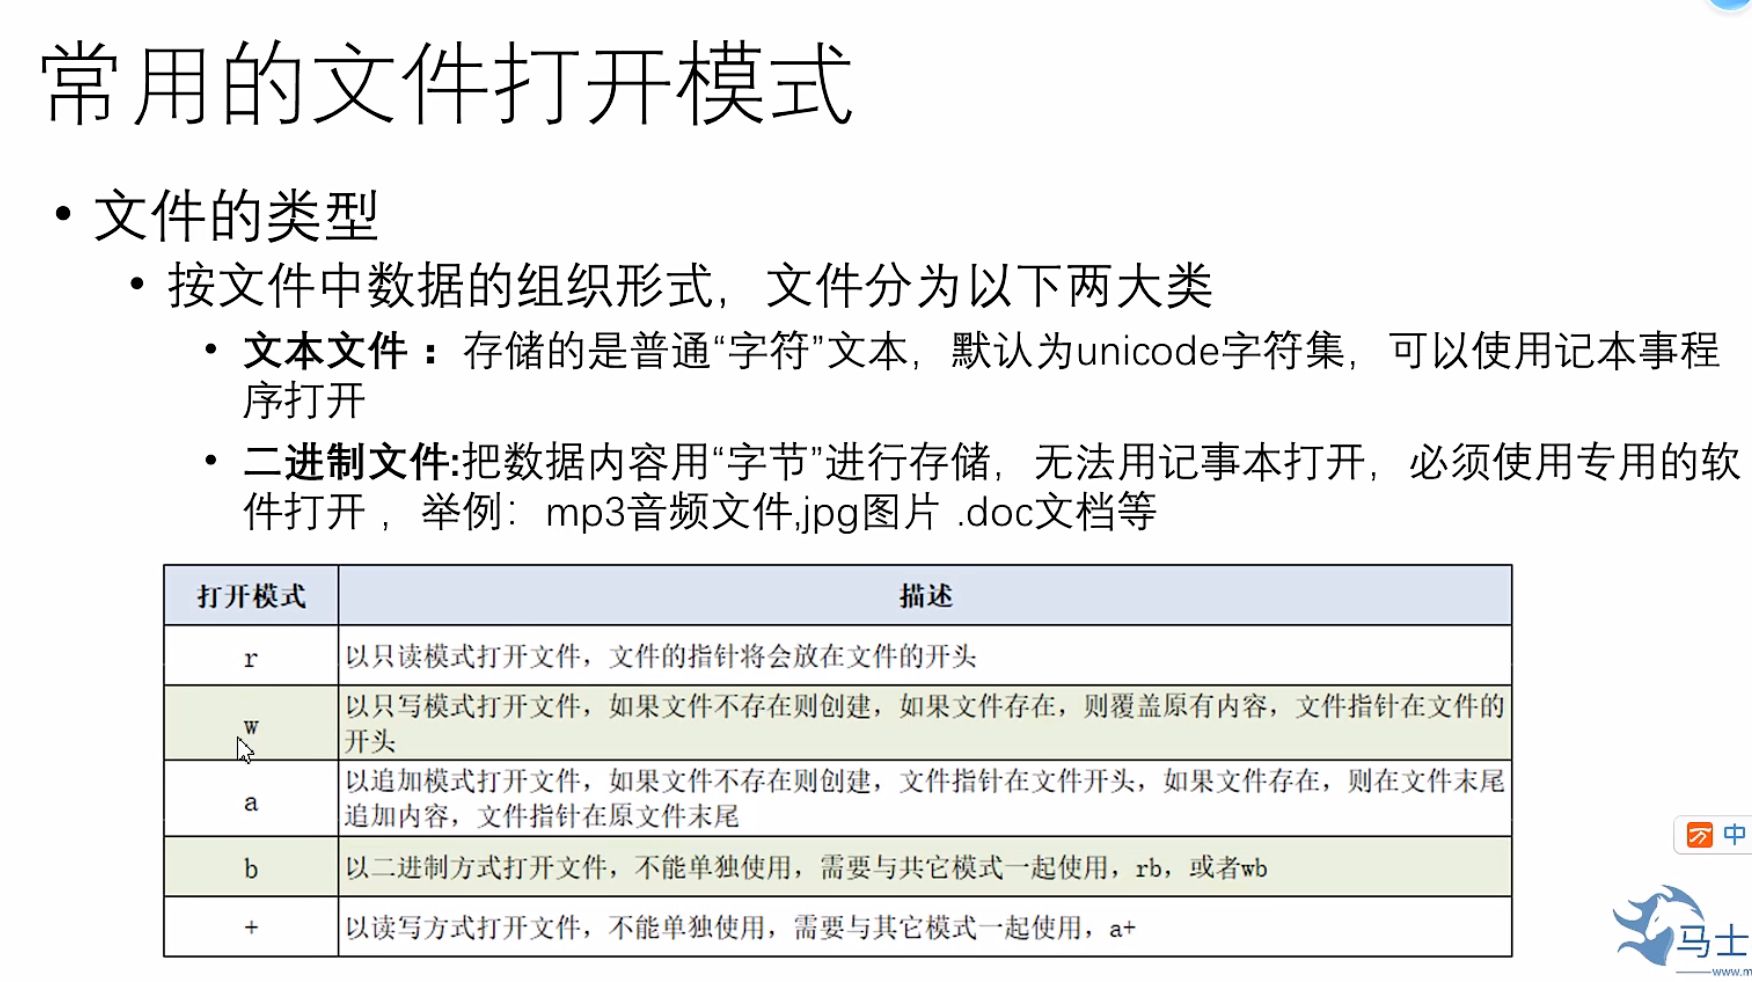 常用的文件打开模式
• 文件的类型
• 按文件中数据的组织形式，文件分为以下两大类
• 文本文件 ：存储的是普通“字符”文本，默认为unicode字符集，可以使用记本事程
序打开
• 二进制文件:把数据内容用“字节”进行存储，无法用记事本打开，必须使用专用的软
件打开 ，举例：mp3音频文件,jpg图片 .doc文档等
打开模式 描述
r 以只读模式打开文件，文件的指针将会放在文件的开头
w 以只写模式打开文件，如果文件不存在则创建，如果文件存在，则覆盖原有内容，文件指针在文件的
开头
a 以追加模式打开文件，如果文件不存在则创建，文件指针在文件开头，如果文件存在，则在文件末尾
追加内容，文件指针在原文件末尾
b 以二进制方式打开文件，不能单独使用，需要与其它模式一起使用，rb，或者wb
+ 以读写方式打开文件，不能单独使用，需要与其它模式一起使用，a+
中
马士
www.m